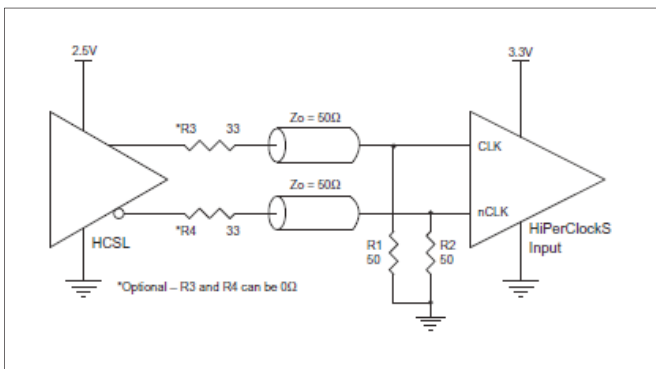 2.5V
3.3V
*R3 33
Zo = 50Ω
CLK
Zo = 50Ω
nCLK
*R4 33
HCSL
R1
50
R2
50
HiPerClockS
Input
*Optional – R3 and R4 can be 0Ω